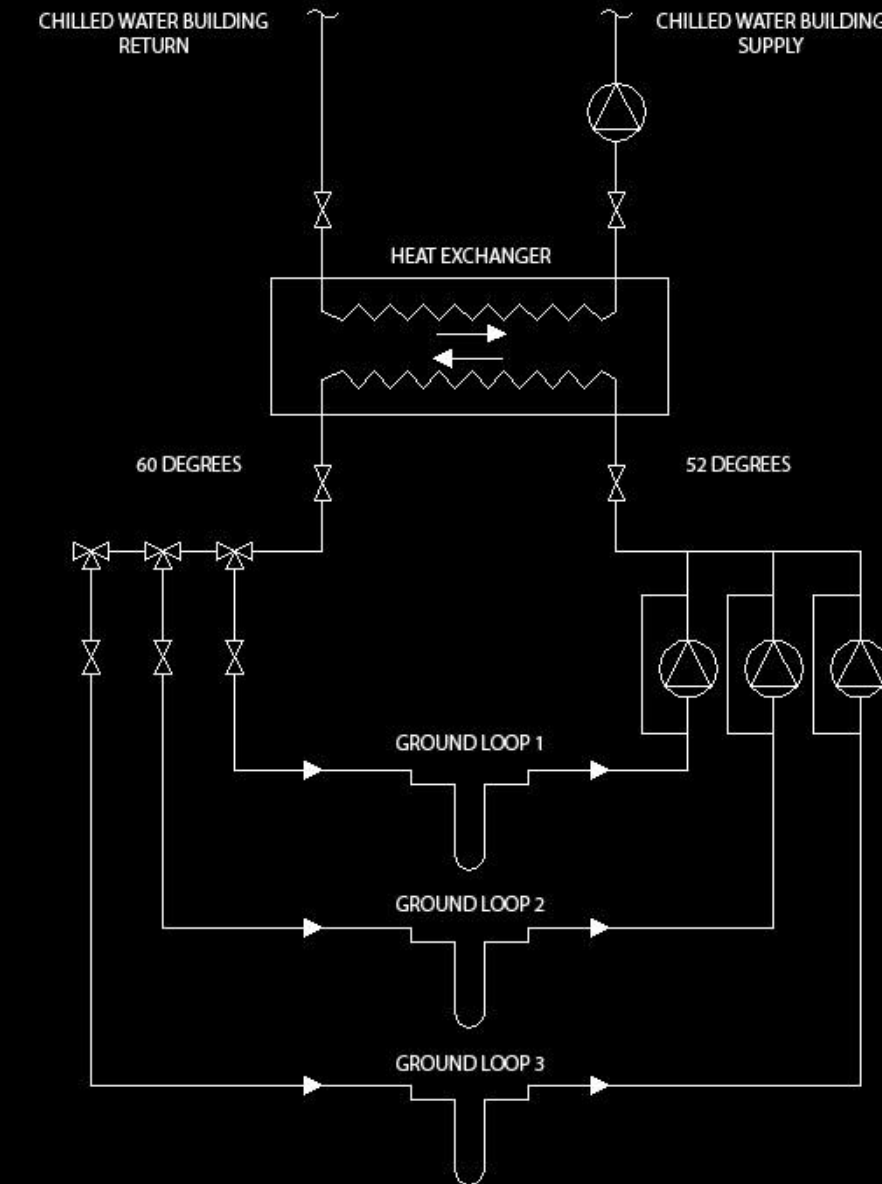 CHILLED WATER BUILDING
RETURN
CHILLED WATER BUILDING
SUPPLY
HEAT EXCHANGER
60 DEGREES
52 DEGREES
GROUND LOOP 1
GROUND LOOP 2
GROUND LOOP 3